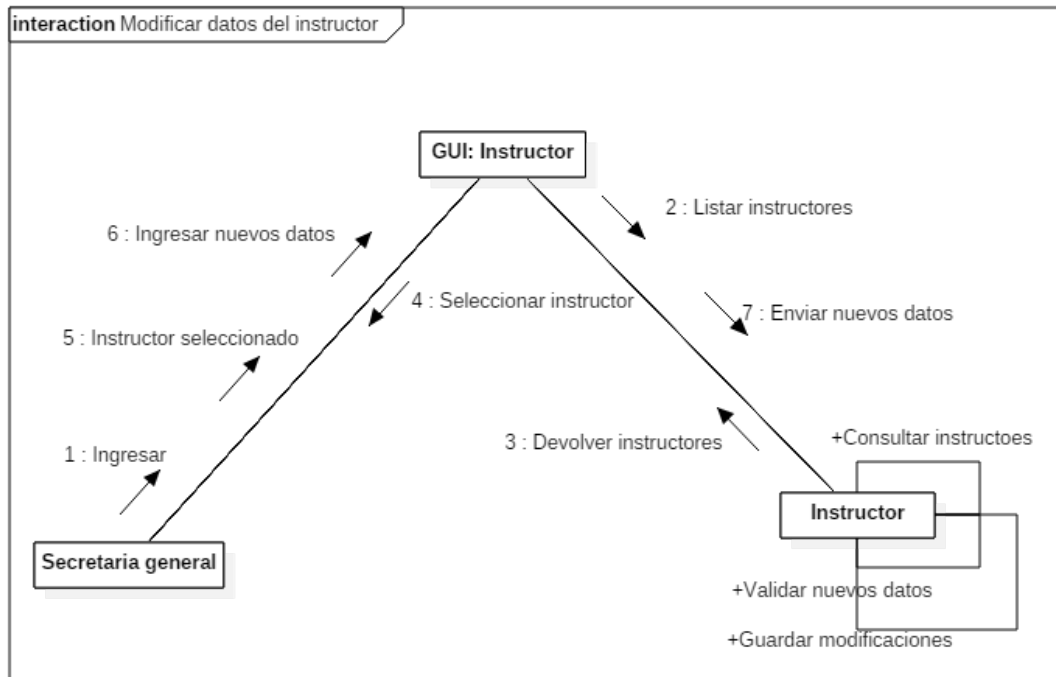 interaction Modificar datos del instructor
GUI: Instructor
2 : Listar instructores
6 : Ingresar nuevos datos
4 : Seleccionar instructor
7 : Enviar nuevos datos
5 : Instructor seleccionado
3 : Devolver instructores
+Consultar instructoes
1 : Ingresar
Instructor
Secretaria general
+Validar nuevos datos
+Guardar modificaciones